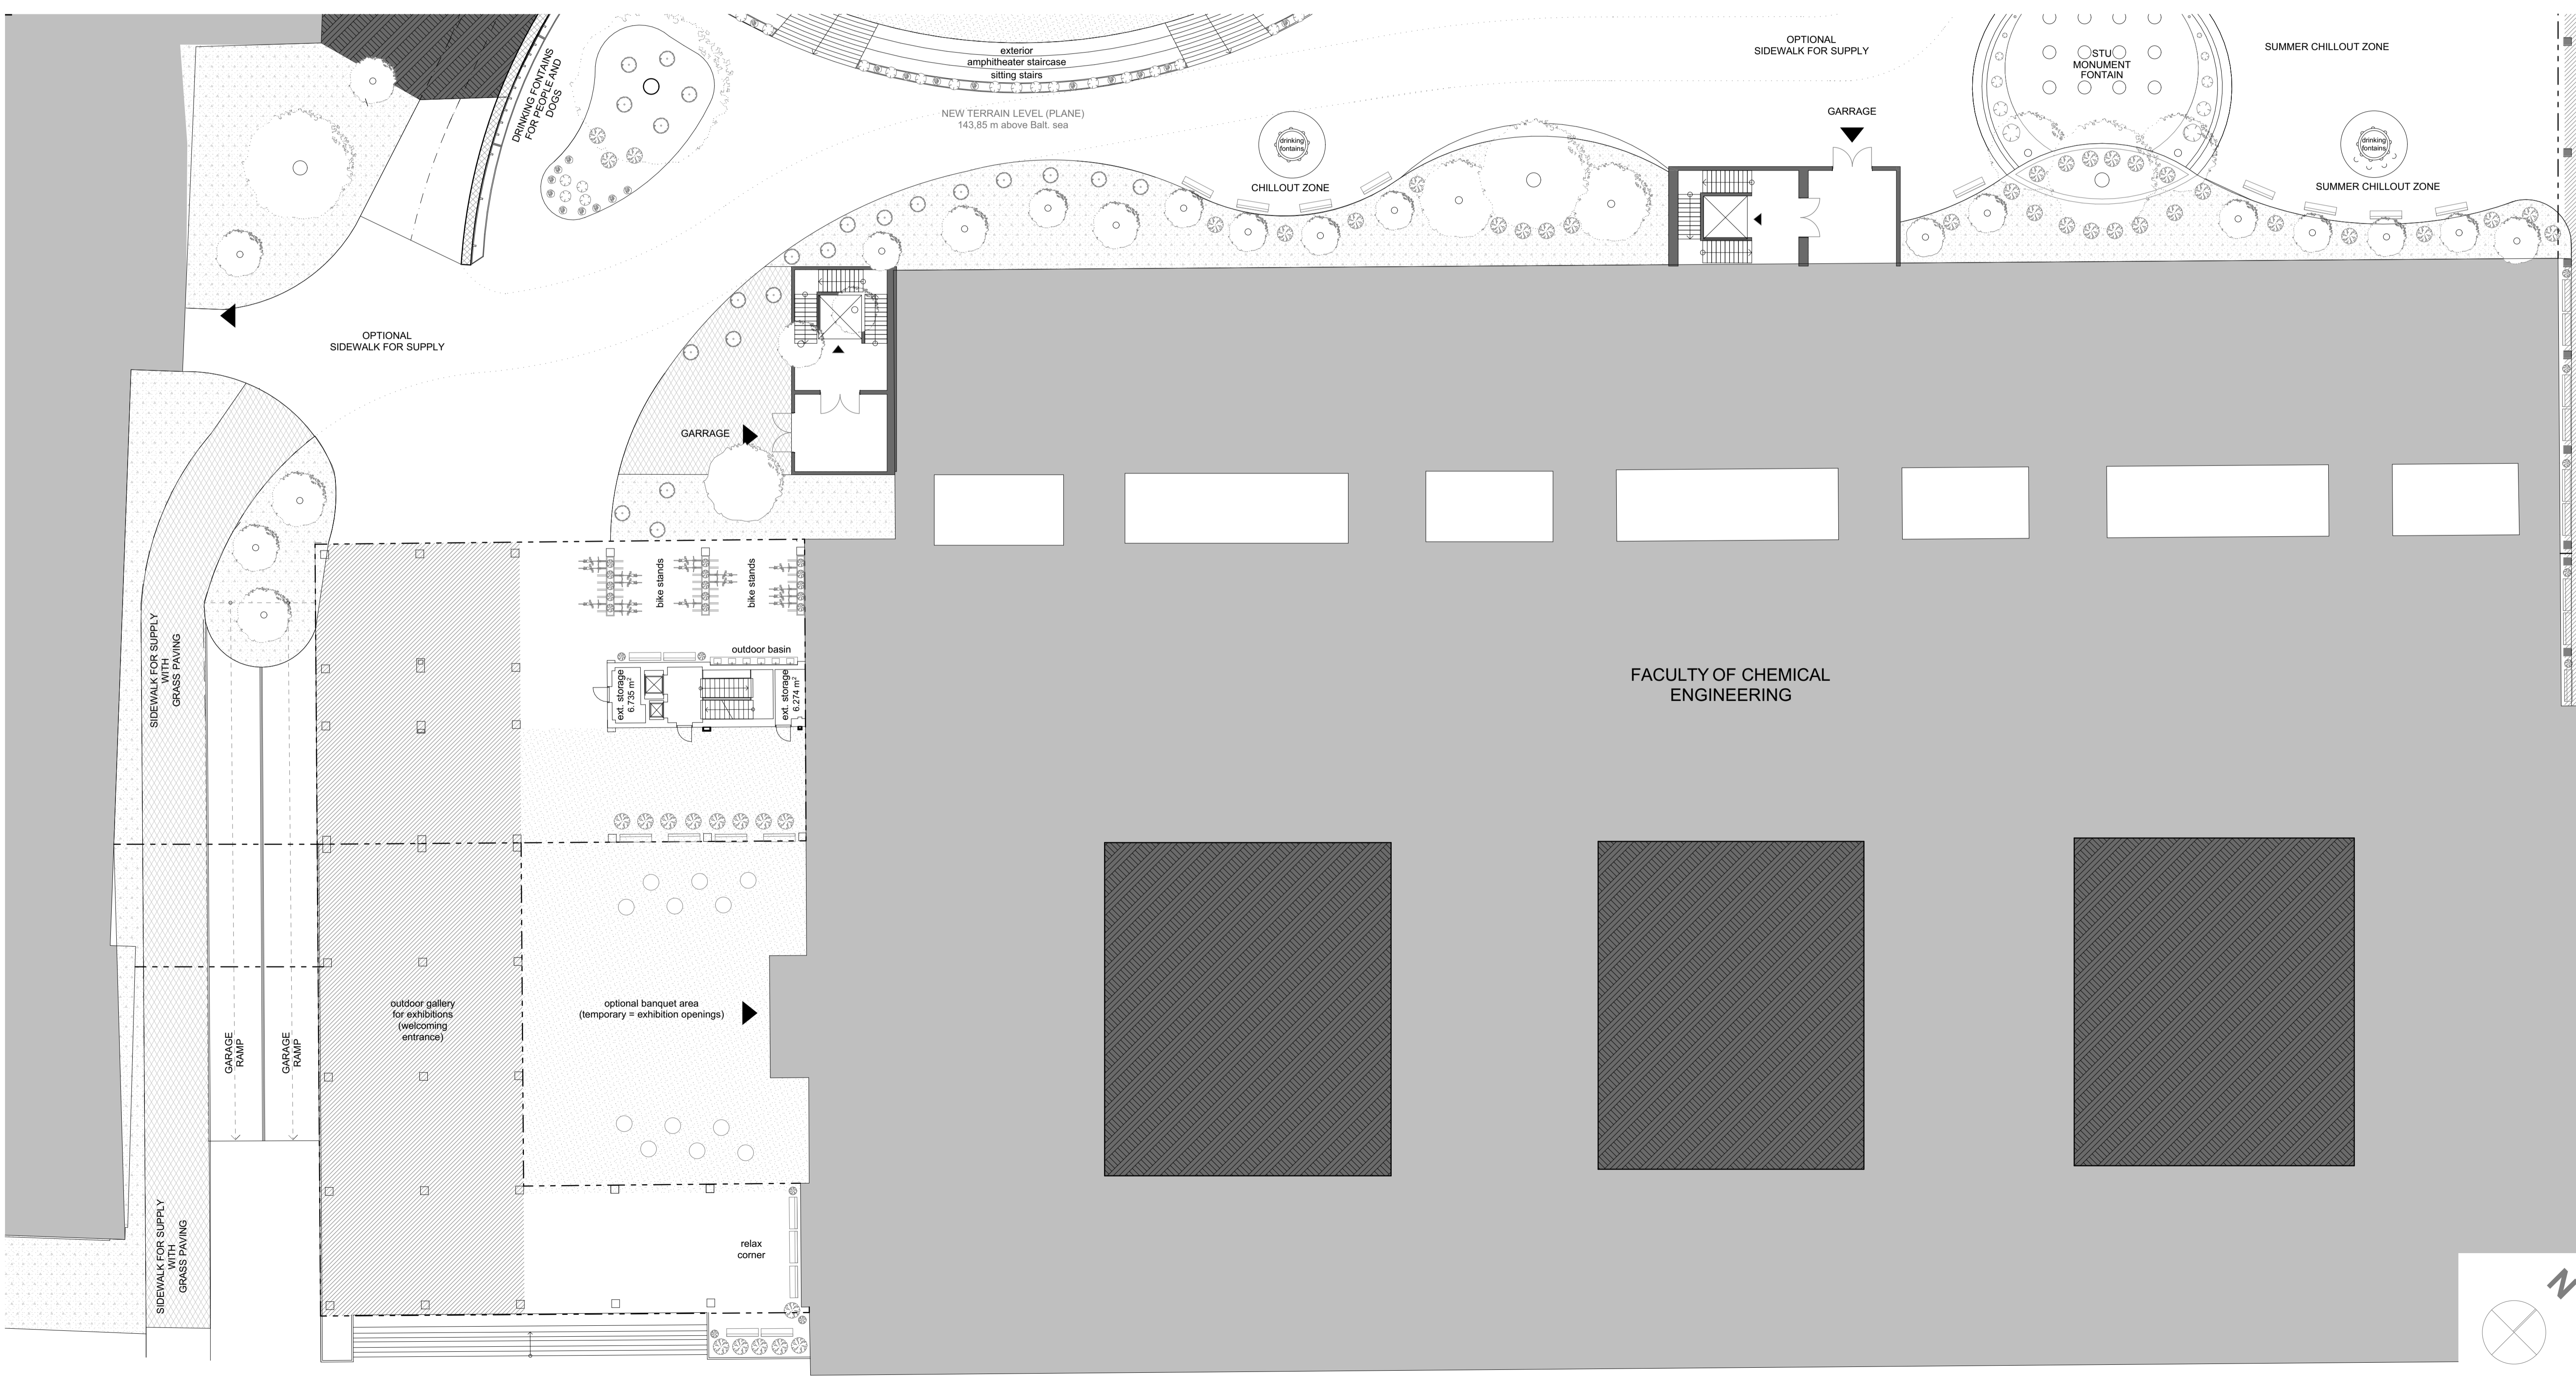 exterior
amphitheater staircase
sitting stairs
OPTIONAL
SIDEWALK FOR SUPPLY
STU
MONUMENT
FONTAIN
SUMMER CHILLOUT ZONE
DRINKING FONTAINS
FOR PEOPLE AND
DOGS
NEW TERRAIN LEVEL (PLANE)
143,85 m above Balt. sea
GARRAGE
drinking
fontains
CHILLOUT ZONE
drinking
fontains
SUMMER CHILLOUT ZONE
OPTIONAL
SIDEWALK FOR SUPPLY
GARRAGE
bike stands
bike stands
outdoor basin
ext. storage
6.735 m²
ext. storage
6.274 m²
SIDEWALK FOR SUPPLY
WITH
GRASS PAVING
FACULTY OF CHEMICAL
ENGINEERING
outdoor gallery
for exhibitions
(welcoming
entrance)
optional banquet area
(temporary = exhibition openings)
GARAGE
RAMP
GARAGE
RAMP
SIDEWALK FOR SUPPLY
WITH
GRASS PAVING
relax
corner
N